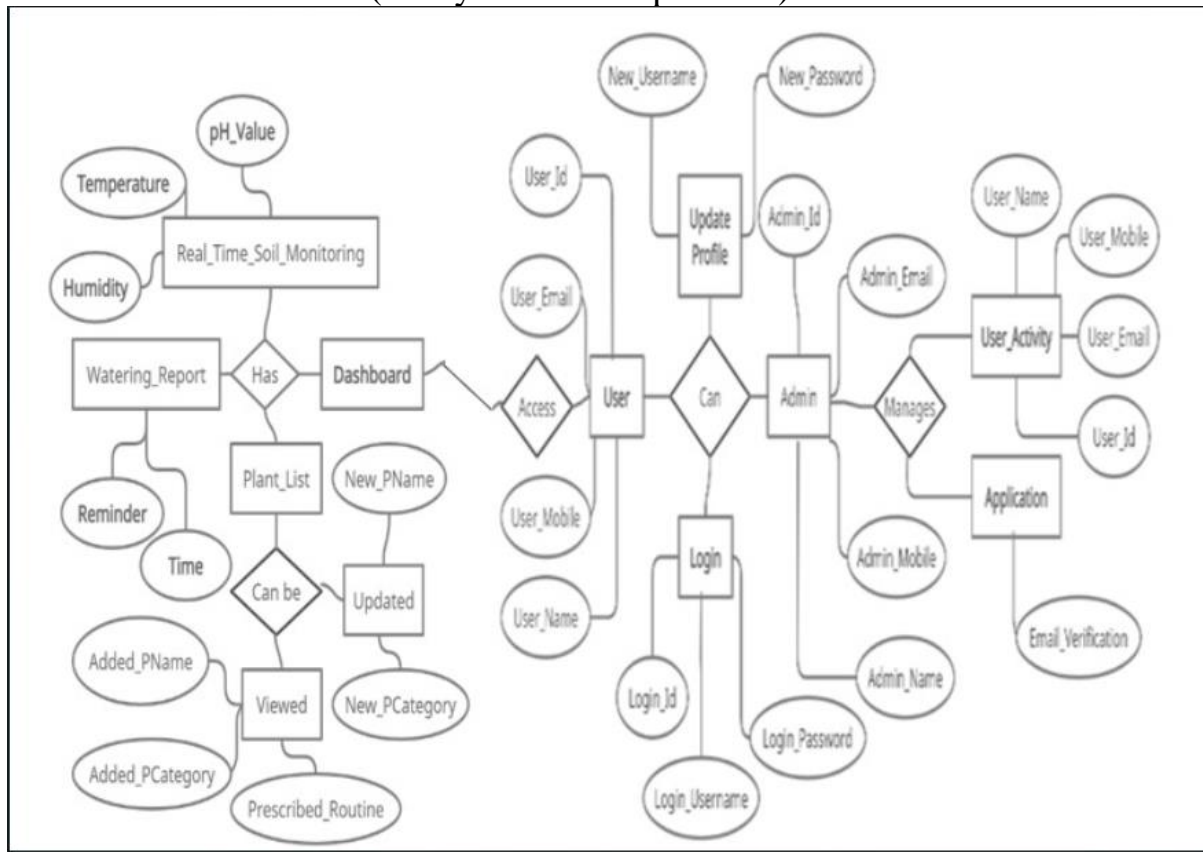 New_Username
New_Password
pH_Value
User_Id
Temperature
Update
Profile
Admin_Id
User_Name
User_Mobile
Real_Time_Soil_Monitoring
Humidity
User_Email
Admin_Email
User_Activity
User_Email
Watering_Report
Has
Dashboard
Access
User
Can
Admin
Manages
User_Id
Plant_List
New_PName
Reminder
User_Mobile
Login
Application
Time
Admin_Mobile
Can be
Updated
User_Name
Email_Verification
Added_PName
Viewed
New_PCategory
Login_Id
Admin_Name
Login_Password
Added_PCategory
Prescribed_Routine
Login_Username